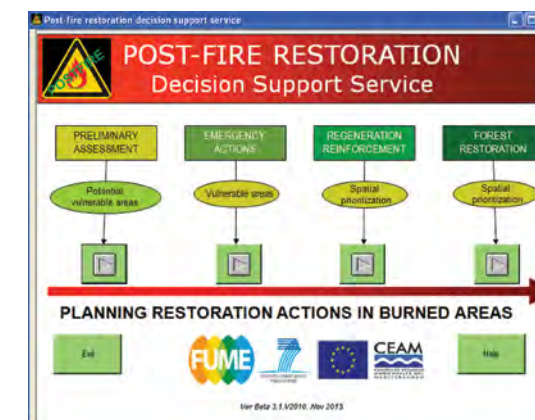 Post fire restoration decision support service
POST-FIRE RESTORATION
Decision Support Service
POSTFIRE
PRELIMINARY
ASSESSMENT
EMERGENCY
ACTIONS
REGENERATION
REINFORCEMENT
FOREST
RESTORATION
Potential
vulnerable areas
Vulnerable areas
Spatial
prioritization
Spatial
prioritization
PLANNING RESTORATION ACTIONS IN BURNED AREAS
Exit
FUME
CEAM
Help
Ver Beta 3.1.V2010. Nov 2013.